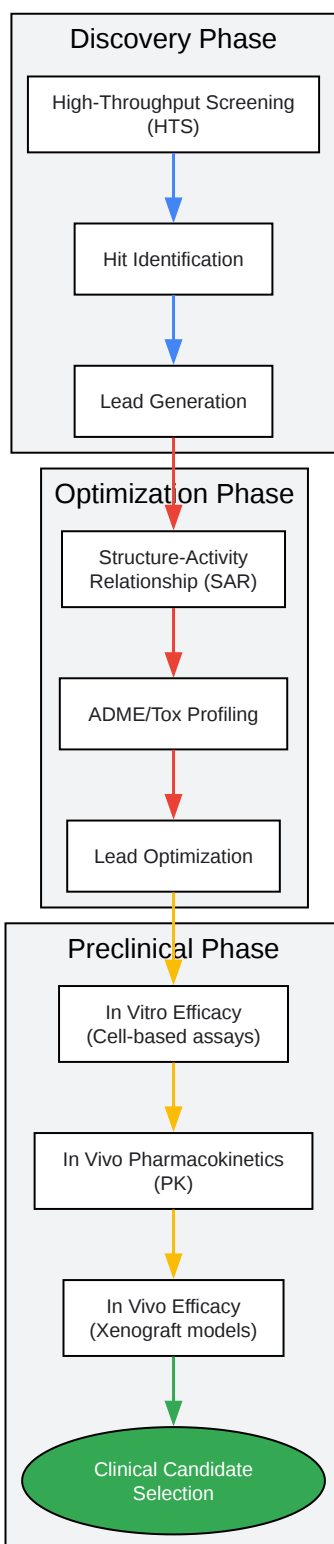 Discovery Phase
High-Throughput Screening
(HTS)
Hit Identification
Lead Generation
Optimization Phase
Structure-Activity
Relationship (SAR)
ADME/Tox Profiling
Lead Optimization
Preclinical Phase
In Vitro Efficacy
(Cell-based assays)
In Vivo Pharmacokinetics
(PK)
In Vivo Efficacy
(Xenograft models)
Clinical Candidate
Selection